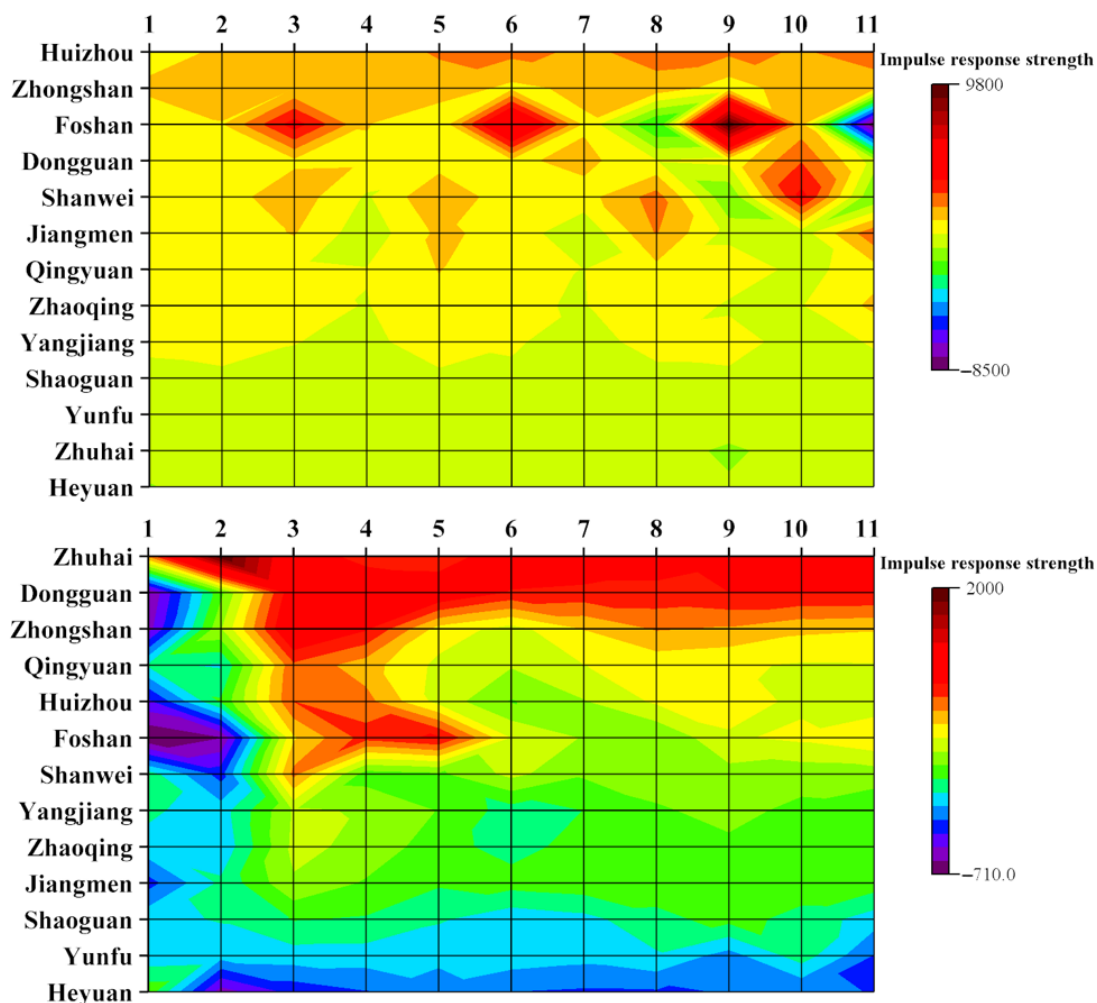 1 2 3 4 5 6 7 8 9 10 11
Huizhou
Zhongshan
Foshan
Dongguan
Shanwei
Jiangmen
Qingyuan
Zhaoqing
Yangjiang
Shaoguan
Yunfu
Zhuhai
Heyuan
Impulse response strength
9800
−8500
1 2 3 4 5 6 7 8 9 10 11
Zhuhai
Dongguan
Zhongshan
Qingyuan
Huizhou
Foshan
Shanwei
Yangjiang
Zhaoqing
Jiangmen
Shaoguan
Yunfu
Heyuan
Impulse response strength
2000
−710.0